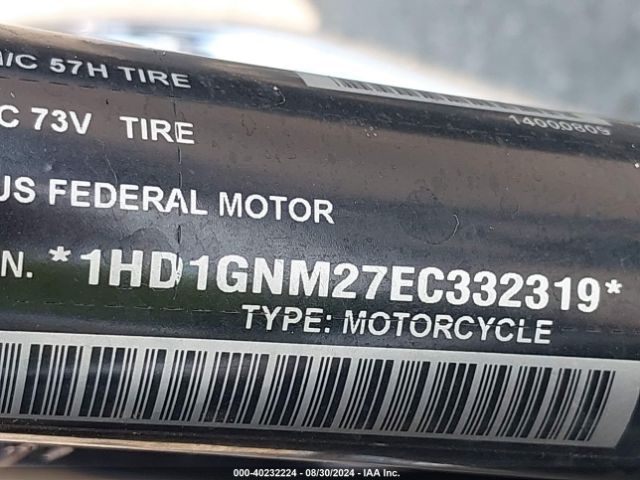 57H TIRE
14000809
C 73V TIRE
US FEDERAL MOTOR
N. *1HD1GNM27EC332319*
TYPE: MOTORCYCLE
000-40232224 - 08/30/2024 - IAA Inc.